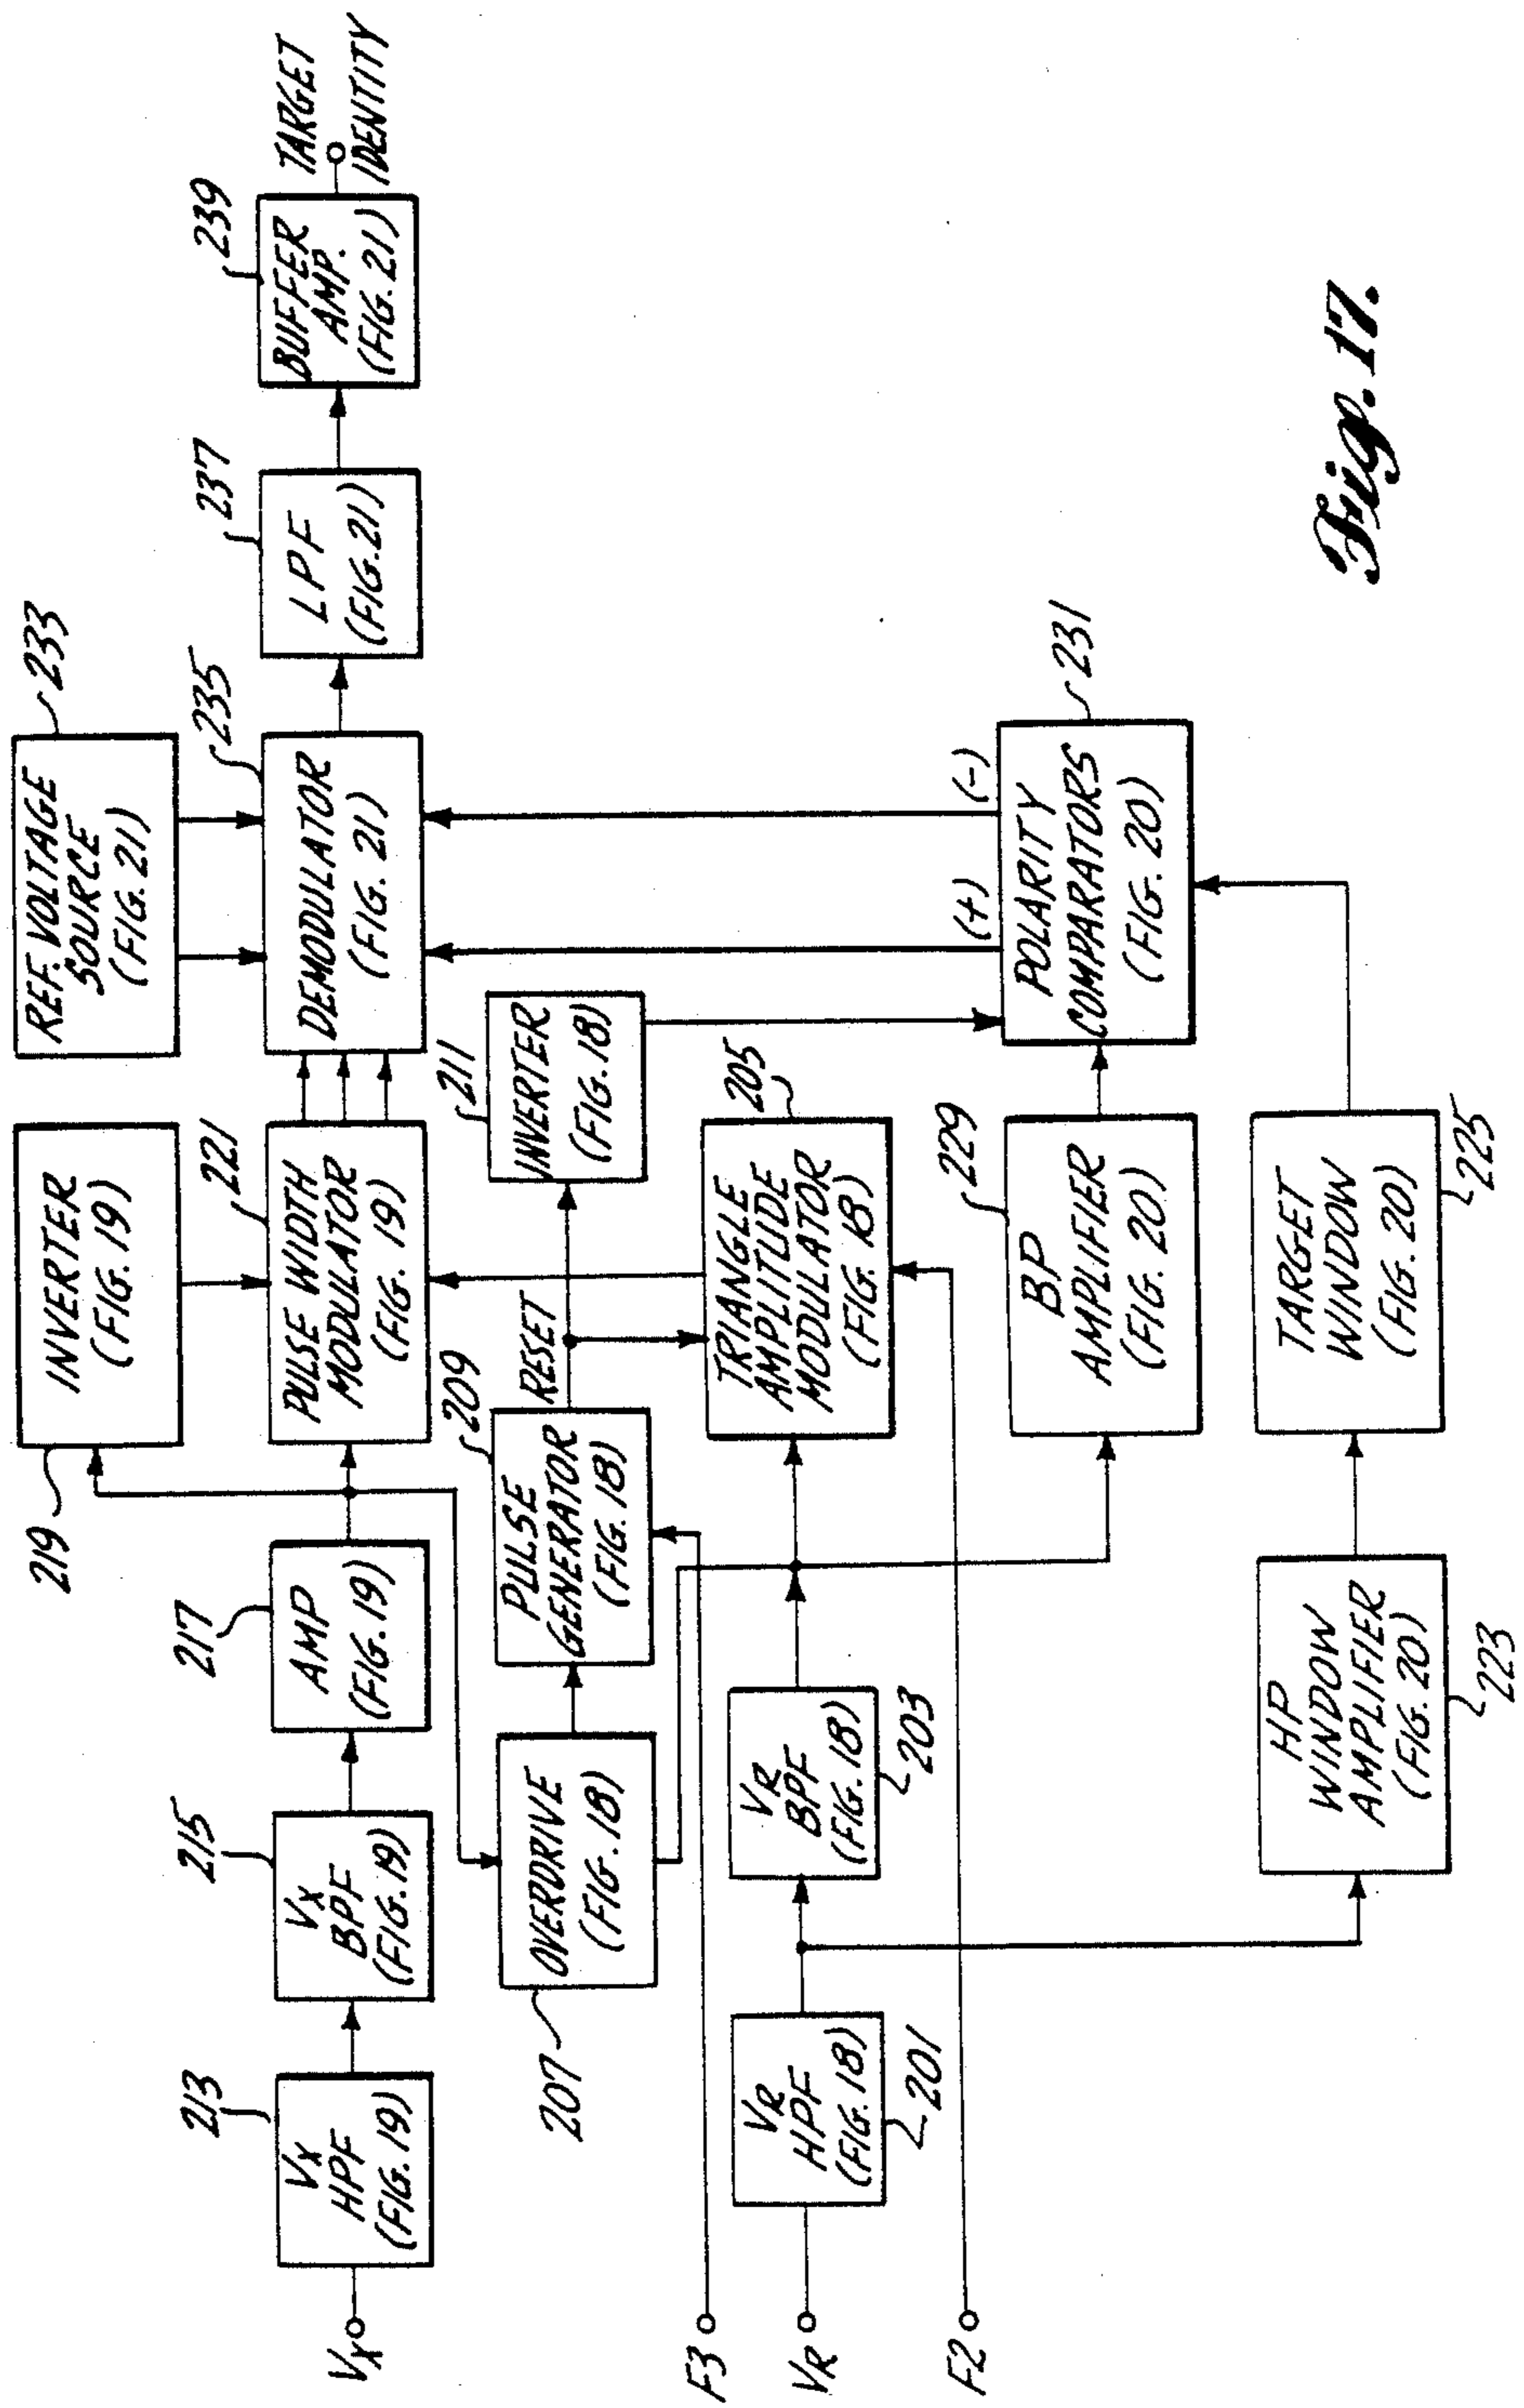 219
INVERTER
(FIG. 19)
REF. VOLTAGE
SOURCE
(FIG. 21)
233
213
VX
HPF
(FIG. 19)
215
VX
BPF
(FIG. 19)
217
AMP
(FIG. 19)
221
PULSE WIDTH
MODULATOR
(FIG. 19)
235
DEMODULATOR
(FIG. 21)
237
LPF
(FIG. 21)
239
BUFFER
AMP.
(FIG. 21)
TARGET
IDENTITY
VX
207
OVERDRIVE
(FIG. 18)
209
PULSE
GENERATOR
(FIG. 18)
RESET
211
INVERTER
(FIG. 18)
F3
VR
VR
HPF
(FIG. 18)
201
VR
BPF
(FIG. 18)
203
TRIANGLE
AMPLITUDE
MODULATOR
(FIG. 18)
205
F2
229
BP
AMPLIFIER
(FIG. 20)
(+)
(-)
POLARITY
COMPARATORS
(FIG. 20)
231
HP
WINDOW
AMPLIFIER
(FIG. 20)
223
TARGET
WINDOW
(FIG. 20)
225
Fig. 17.